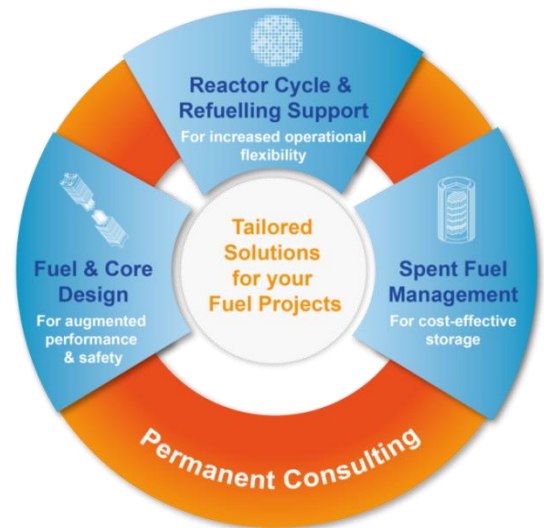 Reactor Cycle &
Refuelling Support
For increased operational
flexibility
Fuel & Core
Design
For augmented
performance
& safety
Tailored
Solutions
for your
Fuel Projects
Spent Fuel
Management
For cost-effective
storage
Permanent Consulting